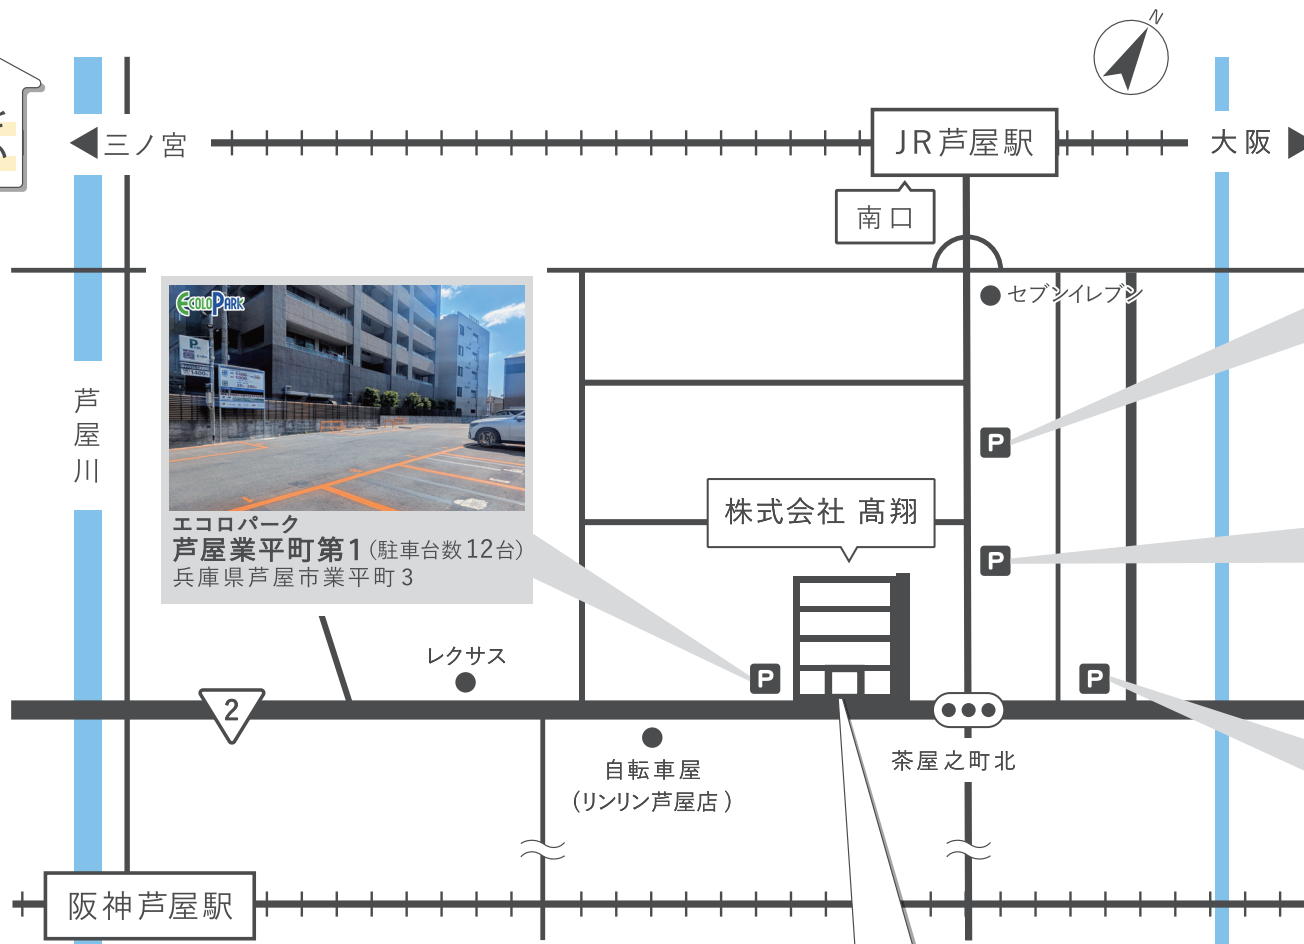 N
三ノ宮
JR芦屋駅
大阪
南口
セブンイレブン
ECOLOPARK
P
芦屋川
エコロパーク
芦屋業平町第1(駐車台数12台)
兵庫県芦屋市業平町3
P
株式会社 髙翔
P
レクサス
P
P
2
自転車屋
(リンリン芦屋店)
茶屋之町北
阪神芦屋駅